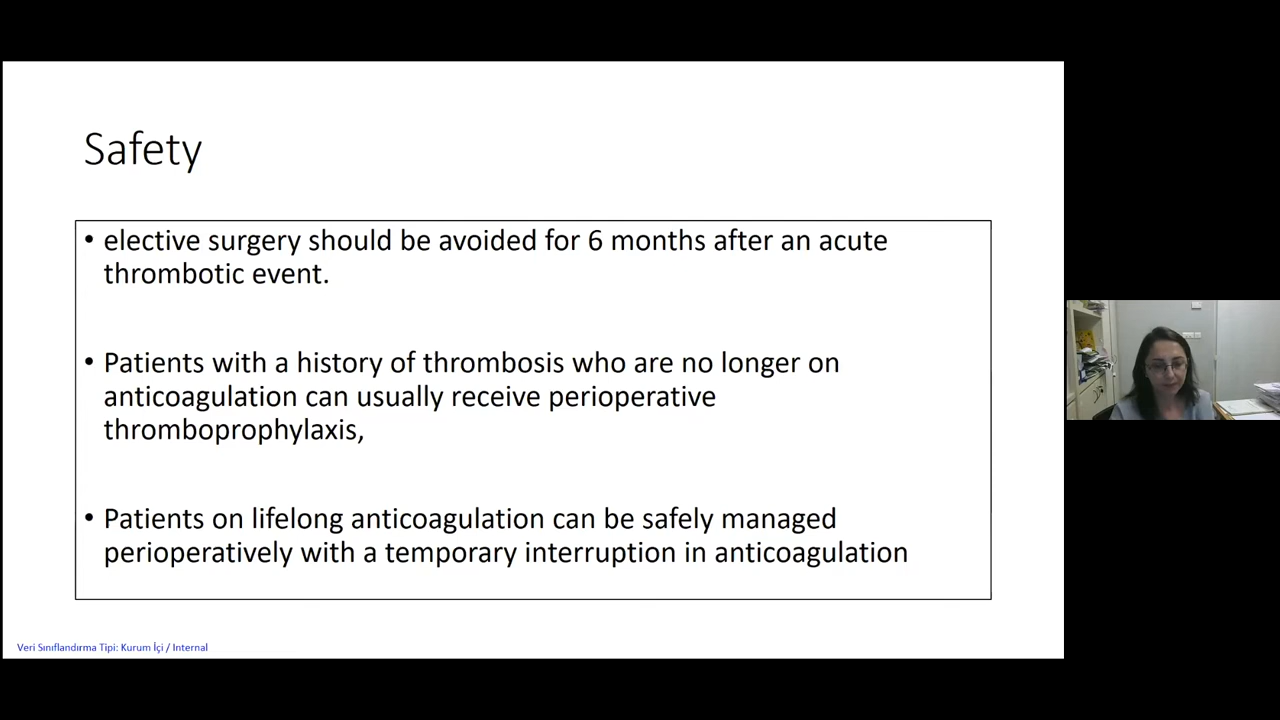 Safety
• elective surgery should be avoided for 6 months after an acute
thrombotic event.
• Patients with a history of thrombosis who are no longer on
anticoagulation can usually receive perioperative
thromboprophylaxis,
• Patients on lifelong anticoagulation can be safely managed
perioperatively with a temporary interruption in anticoagulation
Veri Sınıflandırma Tipi: Kurum İçi / Internal